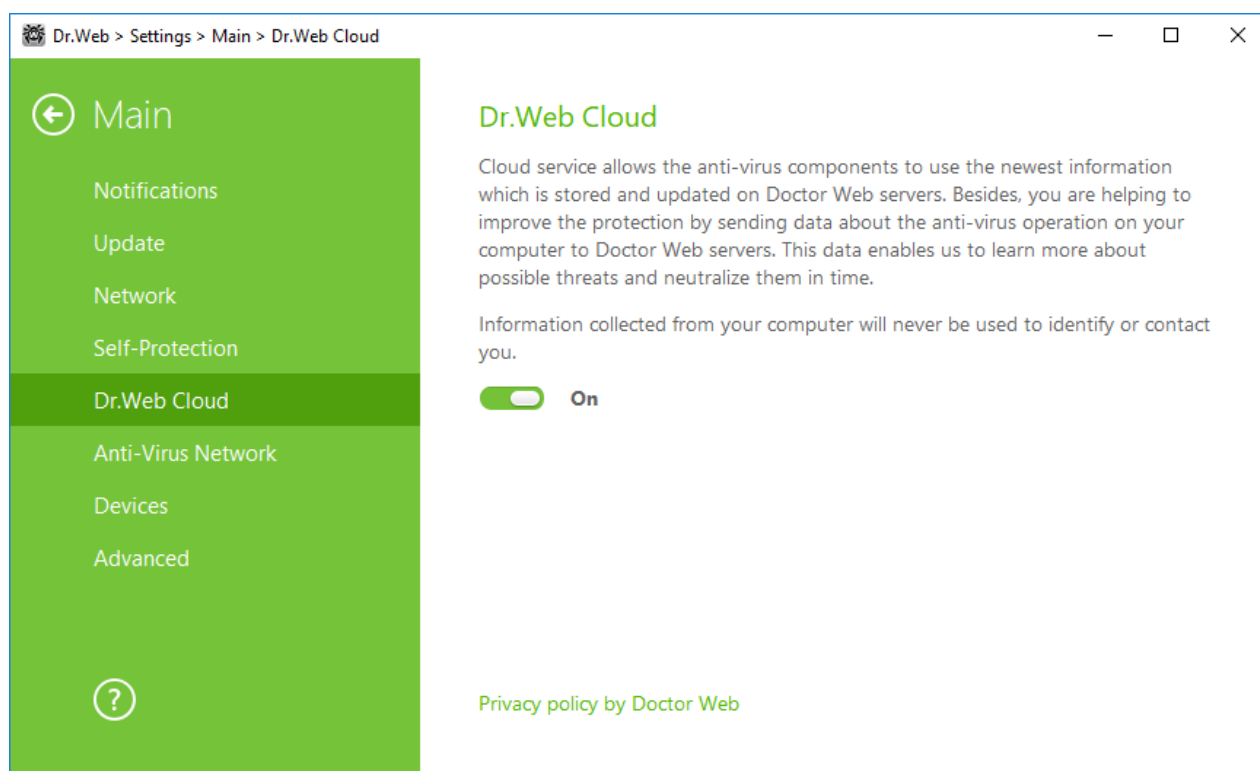 Dr.Web > Settings > Main > Dr.Web Cloud
Main
Notifications
Update
Network
Self-Protection
Dr.Web Cloud
Anti-Virus Network
Devices
Advanced
?
Dr.Web Cloud
Cloud service allows the anti-virus components to use the newest information
which is stored and updated on Doctor Web servers. Besides, you are helping to
improve the protection by sending data about the anti-virus operation on your
computer to Doctor Web servers. This data enables us to learn more about
possible threats and neutralize them in time.
Information collected from your computer will never be used to identify or contact
you.
On
Privacy policy by Doctor Web